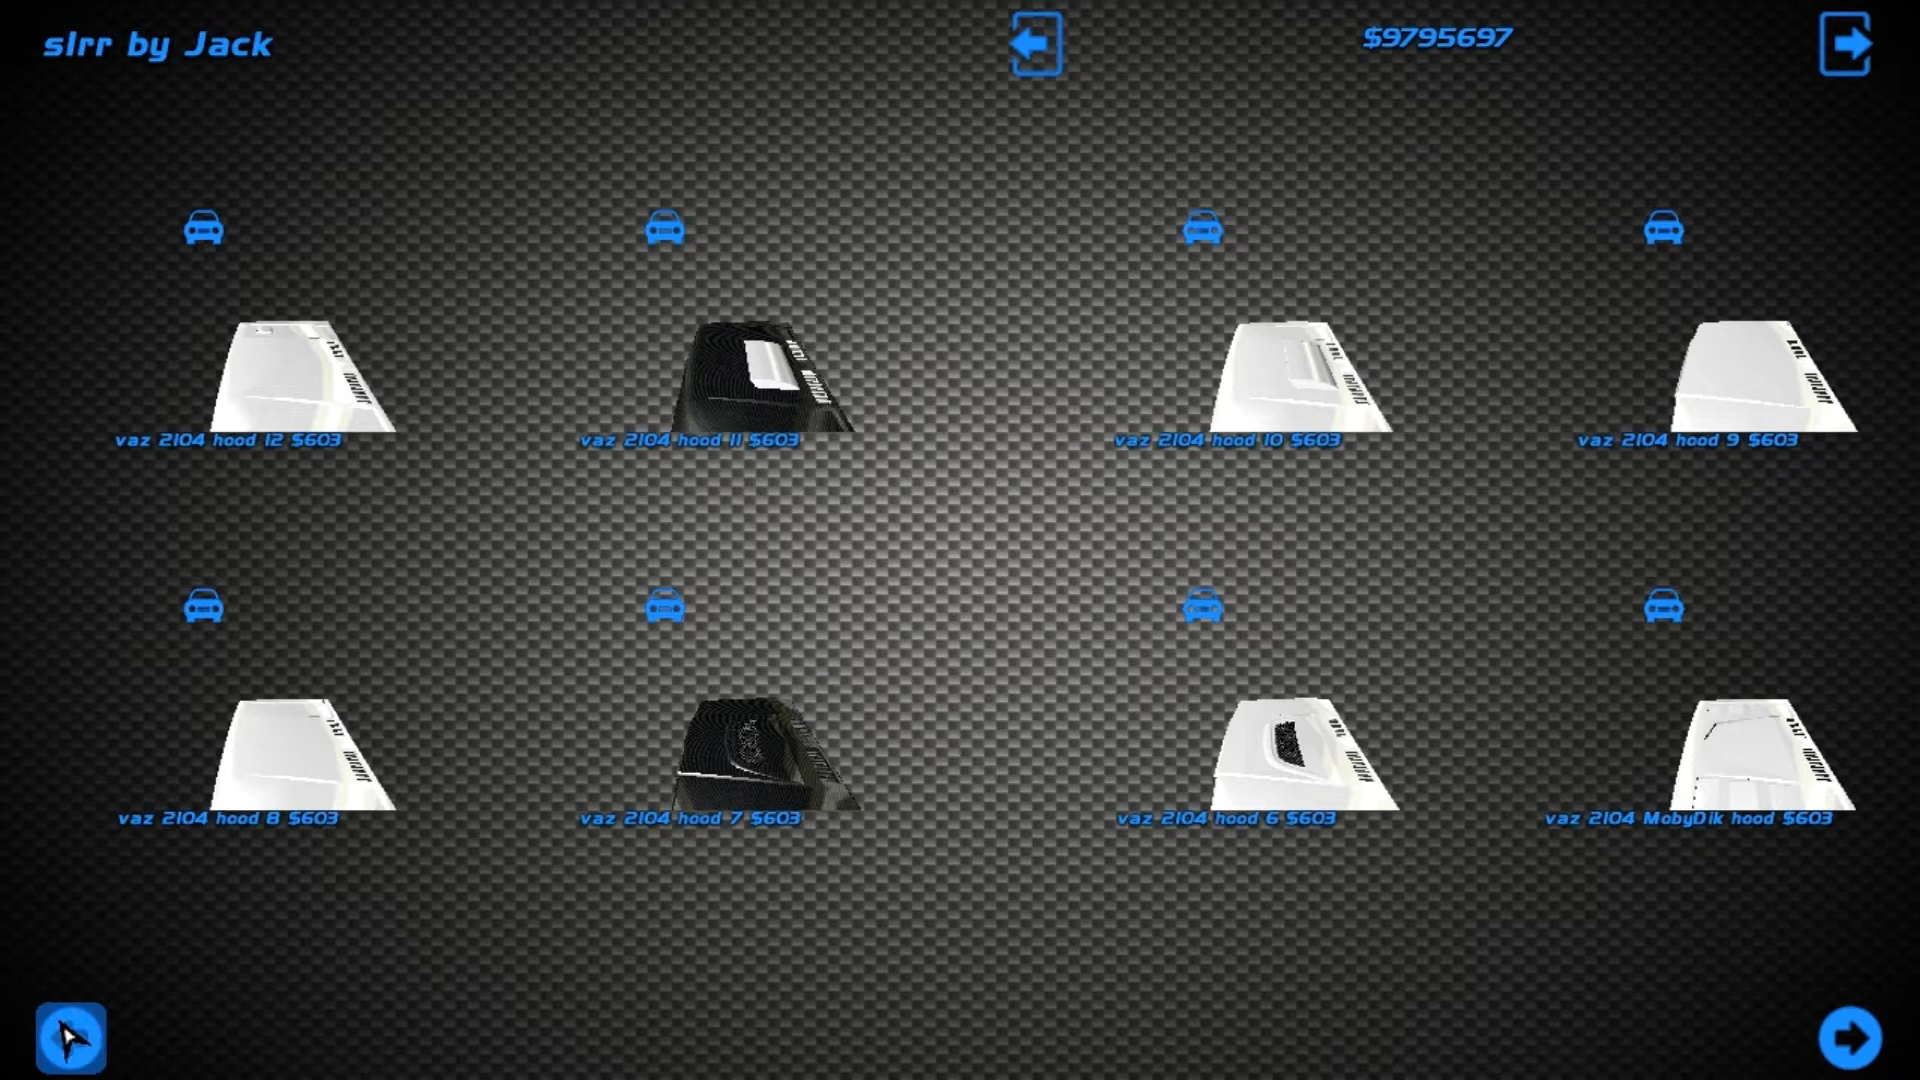 slrr by Jack
$9795697
vaz 2104 hood 12 $603
vaz 2104 hood 11 $603
vaz 2104 hood 10 $603
vaz 2104 hood 9 $603
vaz 2104 hood 8 $603
vaz 2104 hood 7 $603
vaz 2104 hood 6 $603
vaz 2104 MobyDik hood $603